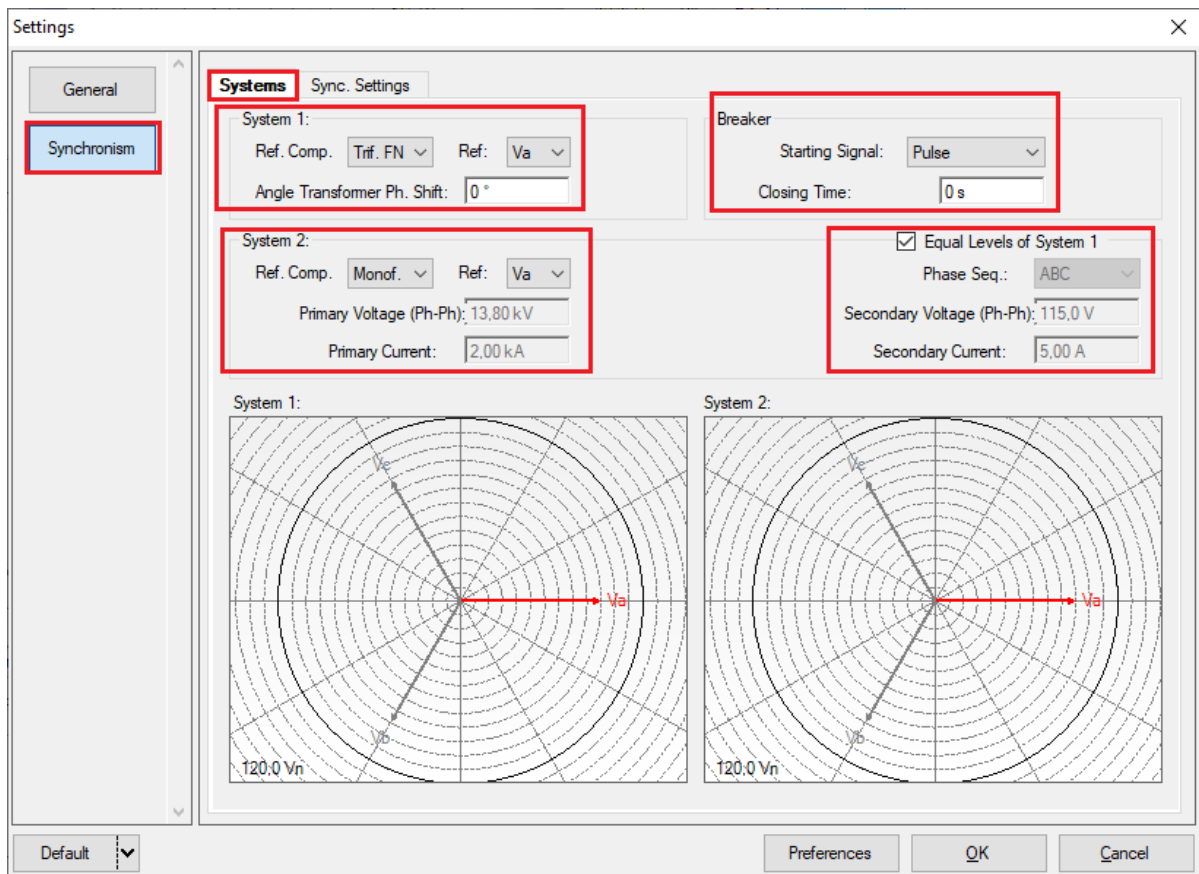 Settings
General
Synchronism
Systems Sync. Settings
System 1:
Ref. Comp. Trif. FN Ref: Va
Angle Transformer Ph. Shift: 0 °
Breaker
Starting Signal: Pulse
Closing Time: 0 s
System 2:
Ref. Comp. Monof. Ref: Va
Primary Voltage (Ph-Ph): 13,80 kV
Primary Current: 2,00 kA
Equal Levels of System 1
Phase Seq.: ABC
Secondary Voltage (Ph-Ph): 115,0 V
Secondary Current: 5,00 A
System 1:
Vc
Va
Vb
120,0 Vn
System 2:
Vc
Va
Vb
120,0 Vn
Default Preferences OK Cancel